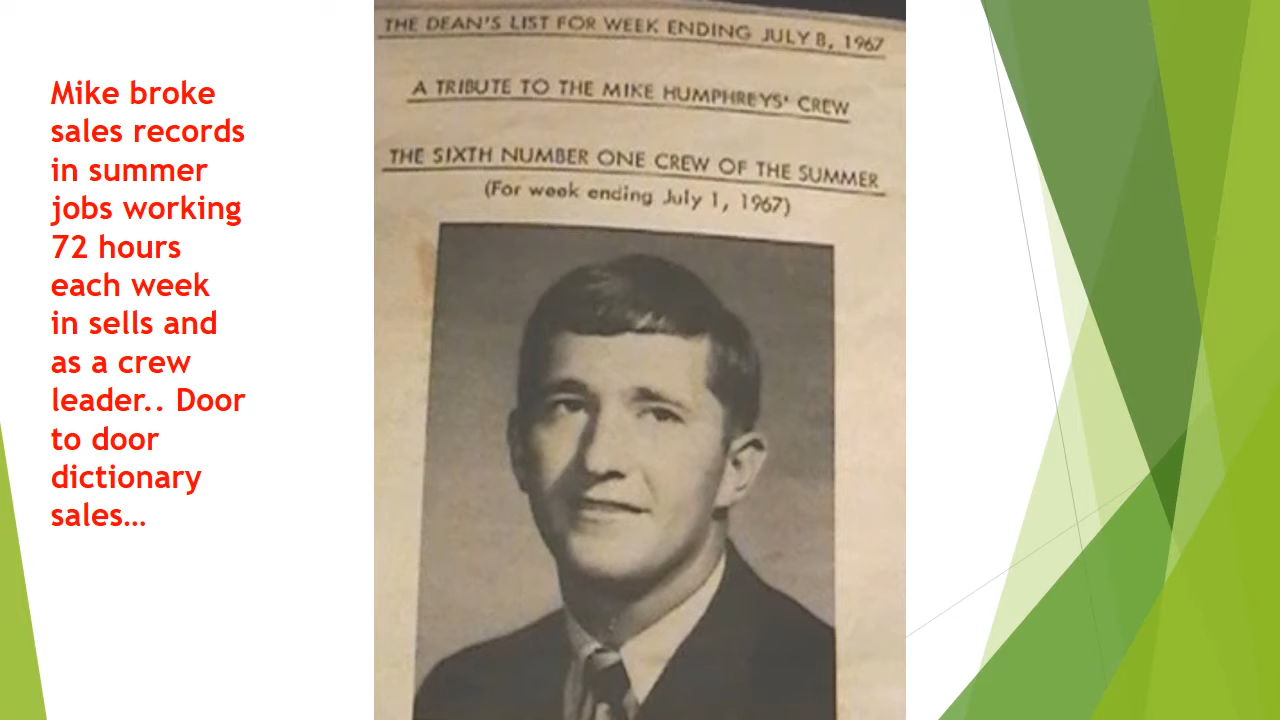 Mike broke
sales records
in summer
jobs working
72 hours
each week
in sells and
as a crew
leader.. Door
to door
dictionary
sales...
THE DEAN'S LIST FOR WEEK ENDING JULY 8, 1967
A TRIBUTE TO THE MIKE HUMPHREYS' CREW
THE SIXTH NUMBER ONE CREW OF THE SUMMER
(For week ending July 1, 1967)